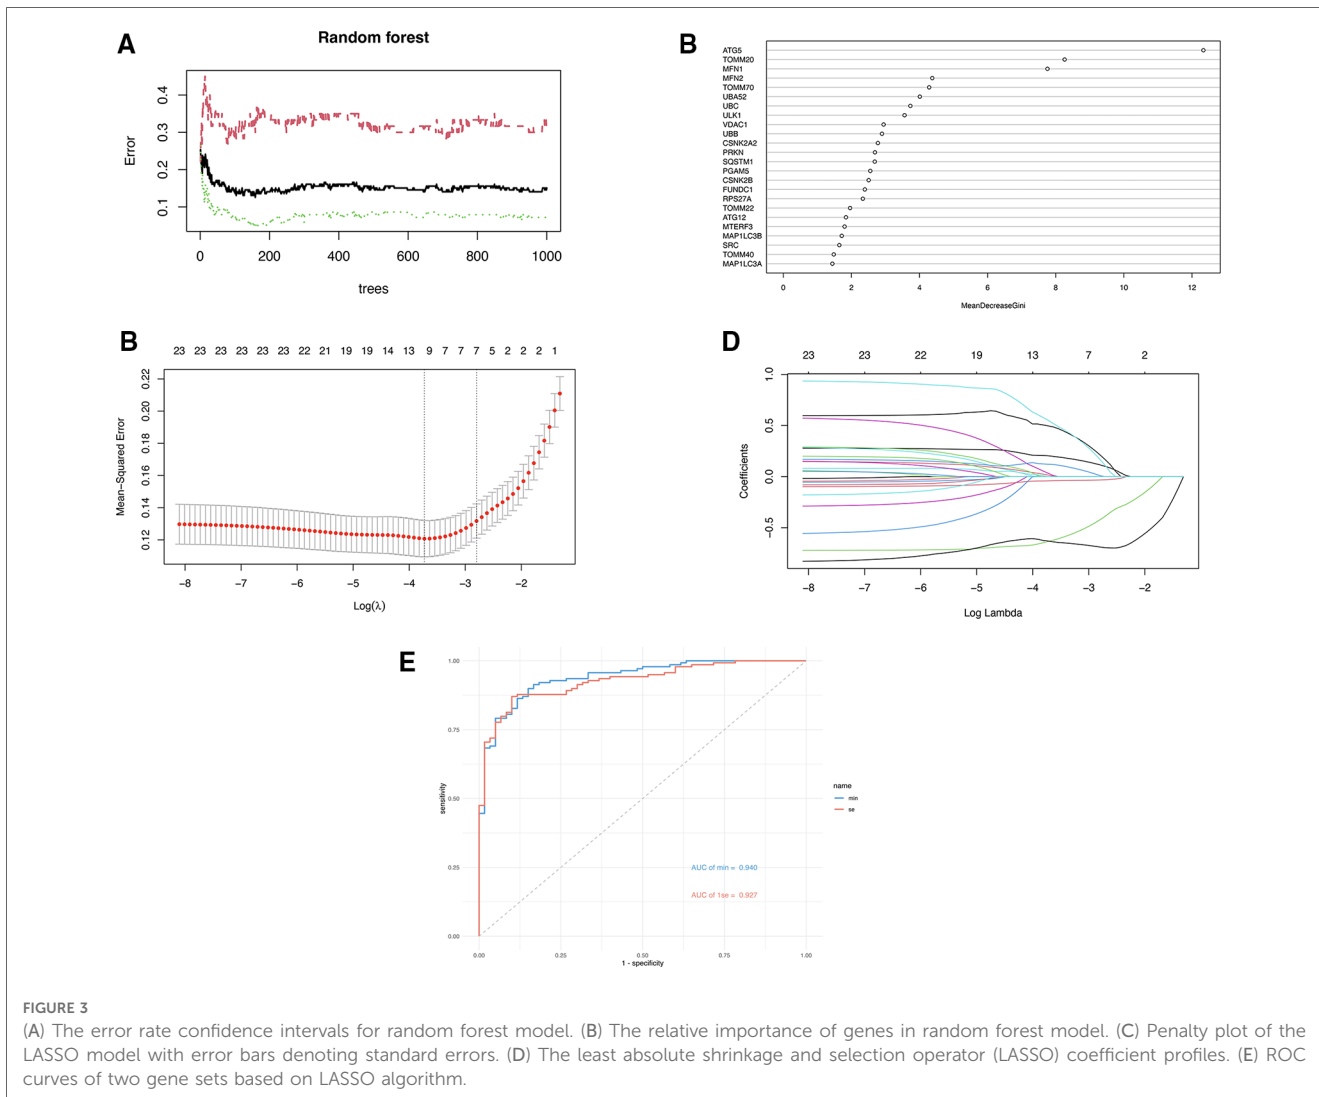 A
Random forest
Error
0.1
0.2
0.3
0.4
0
200
400
600
800
1000
trees
B
ATG5
TOMM20
MFN1
MFN2
TOMM70
UBA52
UBC
ULK1
VDAC1
UBB
CSNK2A2
PRKN
SQSTM1
PGAM5
CSNK2B
FUNDC1
RPS27A
TOMM22
ATG12
MTERF3
MAP1LC3B
SRC
TOMM40
MAP1LC3A
0 2 4 6 8 10 12
MeanDecreaseGini
B
23 23 23 23 23 23 22 21 19 19 14 13 9 7 7 7 5 2 2 2 1
Mean-Squared Error
0.12
0.14
0.16
0.18
0.20
0.22
−8 −7 −6 −5 −4 −3 −2
Log(λ)
D
23 23 22 19 13 7 2
Coefficients
1.0
0.5
0.0
−0.5
−8 −7 −6 −5 −4 −3 −2
Log Lambda
E
1.00
0.75
0.50
0.25
0.00
sensitivity
0.00 0.25 0.50 0.75 1.00
1 - specificity
AUC of min = 0.940
AUC of 1se = 0.927
name
min
se
FIGURE 3
(A) The error rate confidence intervals for random forest model. (B) The relative importance of genes in random forest model. (C) Penalty plot of the
LASSO model with error bars denoting standard errors. (D) The least absolute shrinkage and selection operator (LASSO) coefficient profiles. (E) ROC
curves of two gene sets based on LASSO algorithm.